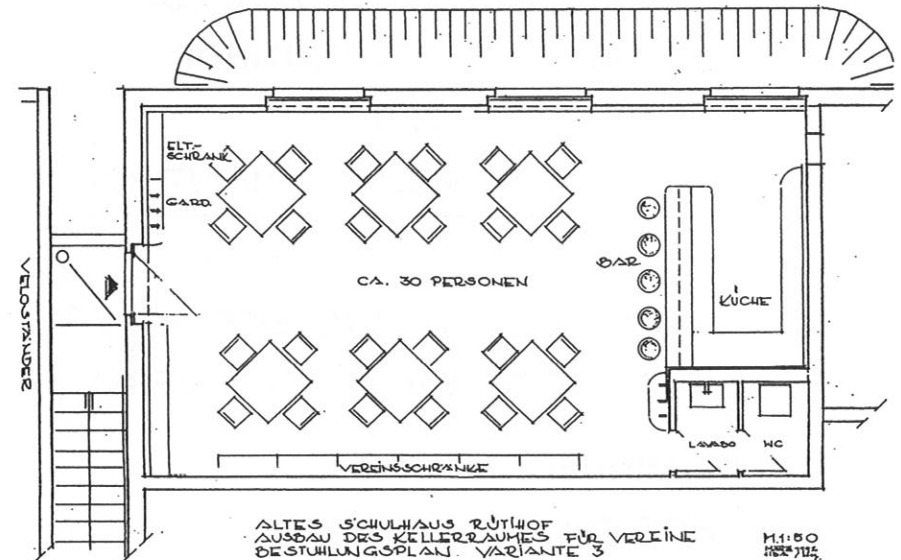 ELT.-
SCHRANK
GARD.
VELOSTÄNDER
CA. 30 PERSONEN
BAR
KÜCHE
LAVABO
WC
VEREINSSCHRÄNKE
ALTES SCHULHAUS RÜTIHOF
AUSBAU DES KELLERRAUMES FÜR VEREINE
BESTUHLUNGSPLAN. VARIANTE 3
M.1:50